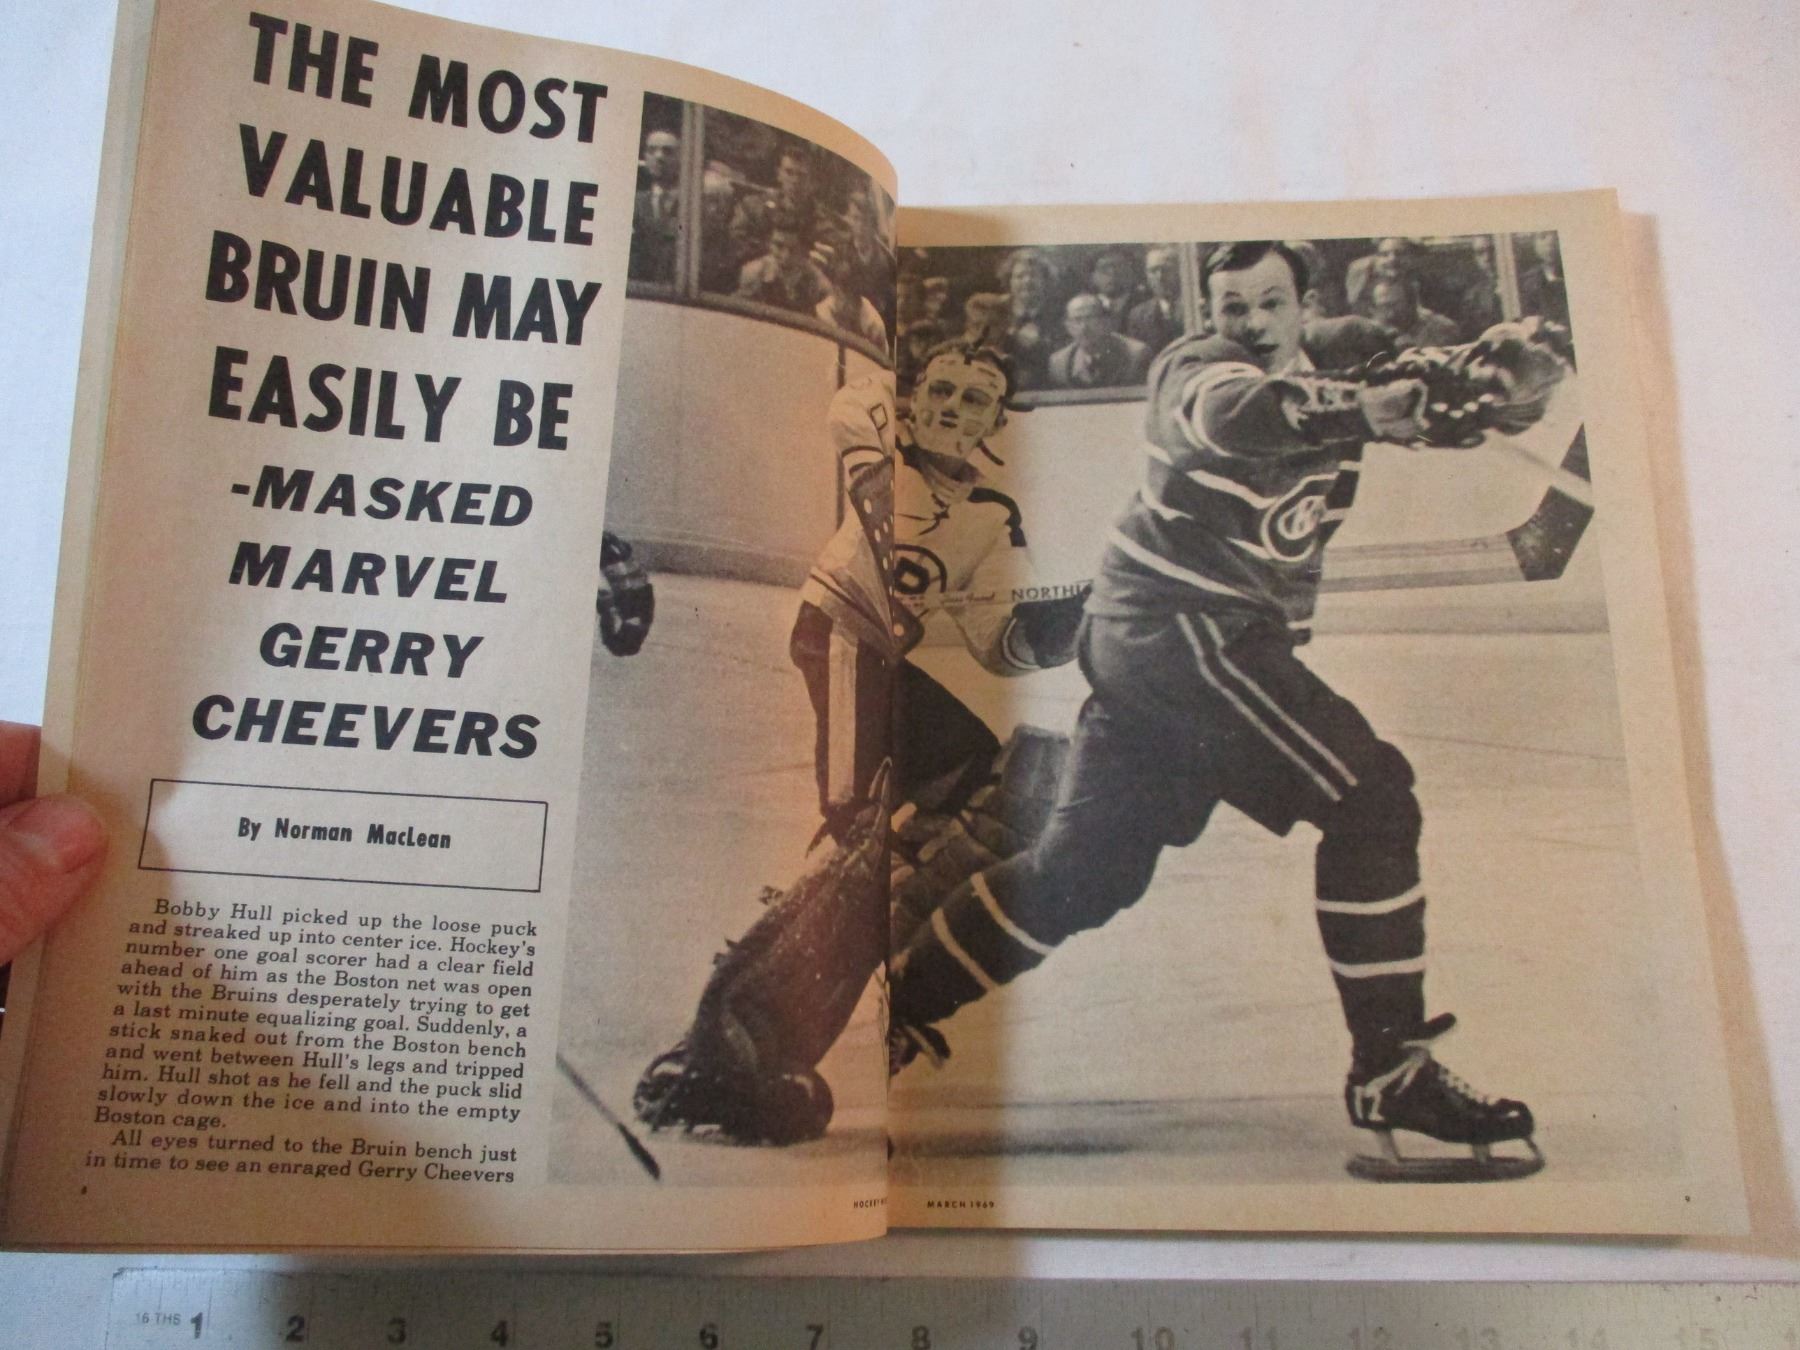 THE MOST
VALUABLE
BRUIN MAY
EASILY BE
-MASKED
MARVEL
GERRY
CHEEVERS
By Norman MacLean
Bobby Hull picked up the loose puck
and streaked up into center ice. Hockey's
number one goal scorer had a clear field
ahead of him as the Boston net was open
with the Bruins desperately trying to get
a last minute equalizing goal. Suddenly, a
stick snaked out from the Boston bench
and went between Hull's legs and tripped
him. Hull shot as he fell and the puck slid
slowly down the ice and into the empty
Boston cage.
All eyes turned to the Bruin bench just
in time to see an enraged Gerry Cheevers
MARCH 1969
9
16 THS 1 2 3 4 5 6 7 8 9 10 11 12 13 14 15